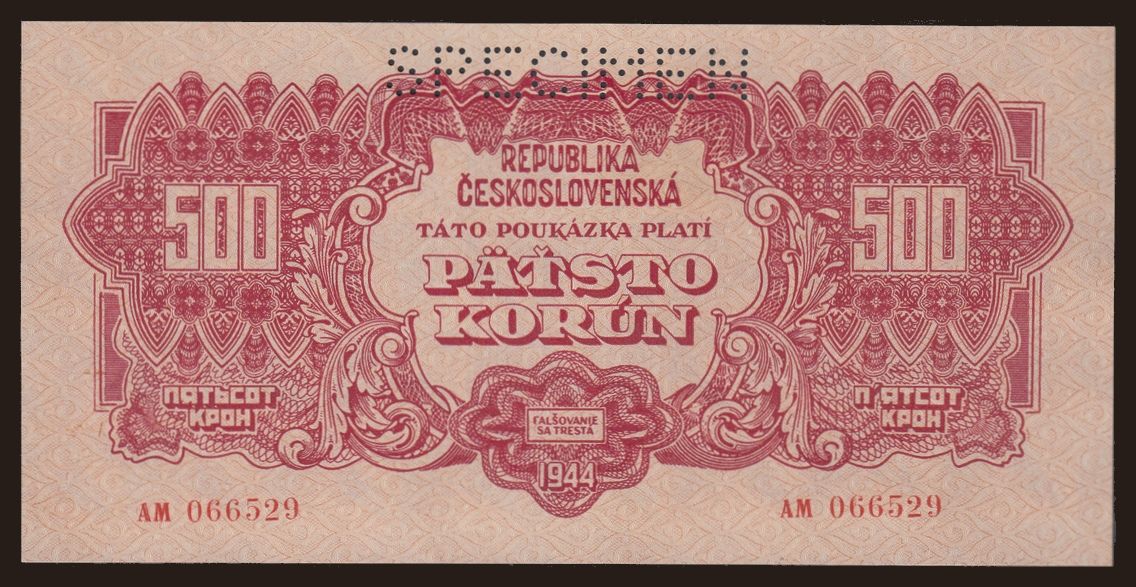 SPECIMEN
REPUBLIKA
ČESKOSLOVENSKÁ
TÁTO POUKÁZKA PLATÍ
500
500
PÄŤSTO
KORÚN
ПЯТЬСОТ
КРОН
П'ЯТСОТ
КРОН
FALŠOVANIE
SA TRESTÁ
1944
AM 066529
AM 066529